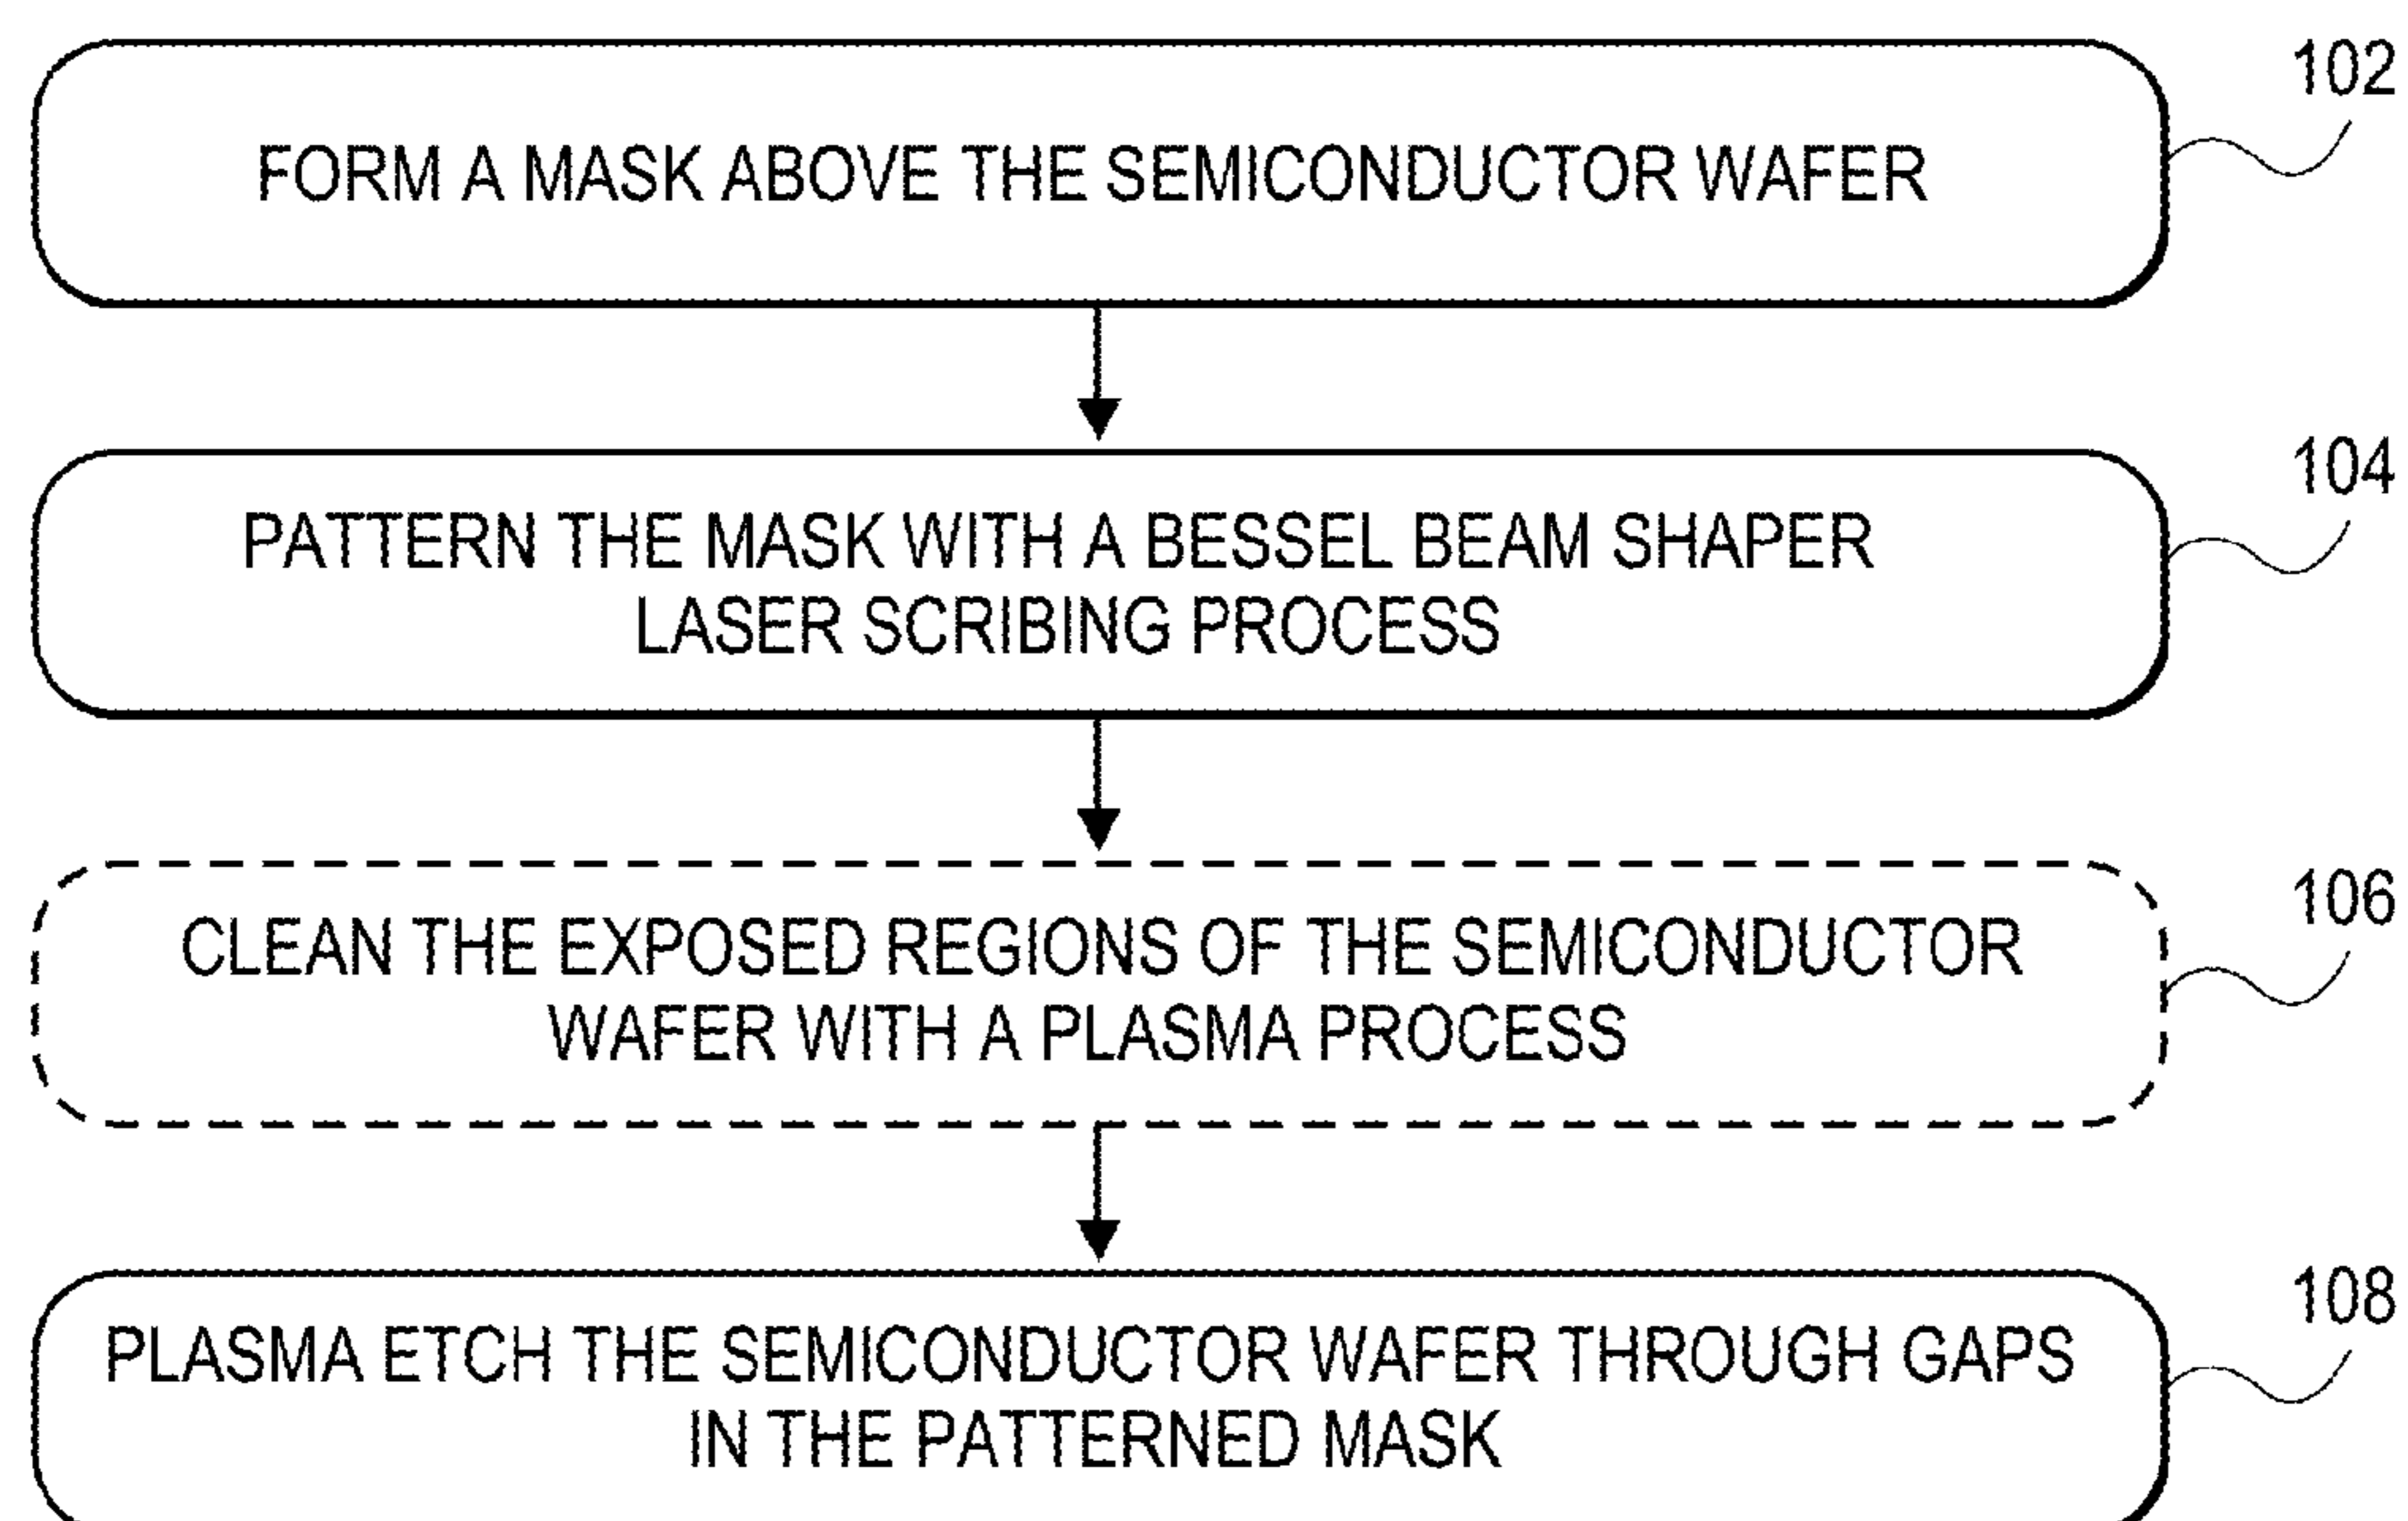 102
FORM A MASK ABOVE THE SEMICONDUCTOR WAFER
104
PATTERN THE MASK WITH A BESSEL BEAM SHAPER
LASER SCRIBING PROCESS
106
CLEAN THE EXPOSED REGIONS OF THE SEMICONDUCTOR
WAFER WITH A PLASMA PROCESS
108
PLASMA ETCH THE SEMICONDUCTOR WAFER THROUGH GAPS
IN THE PATTERNED MASK